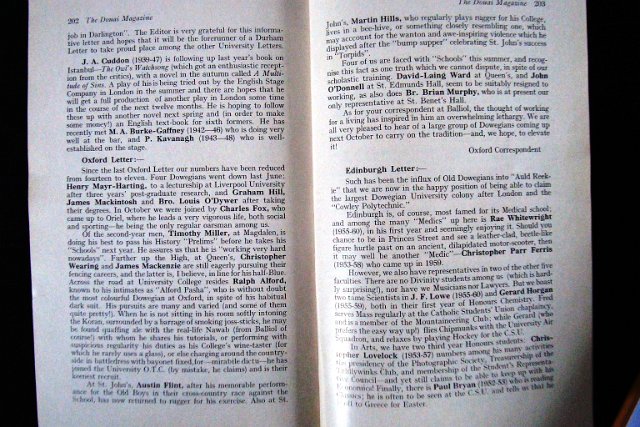 202 The Douai Magazine
job in Darlington". The Editor is very grateful for this informa-
tive letter and hopes that it will be the forerunner of a Durham
Letter to take proud place among the other University Letters.
J. A. Cuddon (1939-47) is following up last year's book on
Istanbul—The Owl's Watchsong (which got an enthusiastic recept-
ion from the critics), with a novel in the autumn called A Multi-
tude of Sins. A play of his is being tried out by the English Stage
Company in London in the summer and there are hopes that he
will get a full production of another play in London some time
in the course of the next twelve months. He is hoping to follow
these up with another novel next spring and (in order to make
some money!) an English text-book for sixth formers. He has
recently met M. A. Burke-Gaffney (1942—46) who is doing very
well at the bar, and P. Kavanagh (1943—48) who is well-
established on the stage.
Oxford Letter:—
Since the last Oxford Letter our numbers have been reduced
from fourteen to eleven. Four Dowegians went down last June.
Henry Mayr-Harting, to a lectureship at Liverpool University
after three years' post-graduate research, and Graham Hill,
James Mackintosh and Bro. Louis O'Dywer after taking
their degrees. In October we were joined by Charles Fox, who
came up to Oriel, where he leads a very vigorous life, both social
and sporting—he being the only regular oarsman among us.
Of the second-year men, Timothy Miller, at Magdalen, is
doing his best to pass his History "Prelims" before he takes his
"Schools" next year. He assures us that he is "working very hard
nowadays". Farther up the High, at Queen's, Christopher
Wearing and James Mackenzie are still eagerly pursuing their
fencing careers, and the latter is, I believe, in line for his half-Blue.
Across the road at University College resides Ralph Alford,
known to his intimates as "Alford Pasha", who is without doubt
the most colourful Dowegian at Oxford, in spite of his habitual
dark suit. His pursuits are many and varied (and some of them
quite pretty!). When he is not sitting in his room softly intoning
the Koran, surrounded by a barrage of smoking joss-sticks, he may
be found quaffing ale with the real-life Nawab (from Balliol of
course!) with whom he shares his tutorials, or performing with
suspicious regularity his duties as his College's wine-taster (for
which he rarely uses a glass), or else charging around the country-
side in battledress with bayonet fixed, for—mirabile dictu—he has
joined the University O.T.C. (by mistake, he claims) and is their
keenest recruit.
At St. John's, Austin Flint, after his memorable perform-
ance for the Old Boys in their cross-country race against the
School, has now returned to rugger for his exercise. Also at St.
The Douai Magazine 203
John's, Martin Hills, who regularly plays rugger for his College,
lives in a bee-hive, or something closely resembling one, which
may account for the wanton and awe-inspiring violence which he
displayed after the "bump supper" celebrating St. John's success
in "Torpids".
Four of us are faced with "Schools" this summer, and recog-
nise this fact as one truth which we cannot dispute, in spite of our
scholastic training. David-Laing Ward at Queen's, and John
O'Donnell at St. Edmunds Hall, seem to be suitably resigned to
working, as also does Br. Brian Murphy, who is at present our
only representative at St. Benet's Hall.
As for your correspondent at Balliol, the thought of working
for a living has inspired in him an overwhelming lethargy. We are
all very pleased to hear of a large group of Dowegians coming up
next October to carry on the tradition—and, we hope, to elevate
it!
Oxford Correspondent
Edinburgh Letter:—
Such has been the influx of Old Dowegians into "Auld Reek-
ie" that we are now in the happy position of being able to claim
the largest Dowegian University colony after London and the
"Cowley Polytechnic."
Edinburgh is, of course, most famed for its Medical school;
and among the many "Medics" up here is Rae Whitewright
(1955-60), in his first year and seemingly enjoying it. Should you
chance to be in Princes Street and see a leather-clad, beetle-like
figure hurtle past on an ancient, dilapidated motor-scooter, then
it may well be another "Medic"—Christopher Parr Ferris
(1953-58) who came up in 1959.
However, we also have representatives in two of the other five
faculties. There are no Divinity students among us (which is hard-
ly surprising!), nor have we Musicians nor Lawyers. But we boast
two tame Scientists in J. F. Lowe (1955-60) and Gerard Horgan
(1955-59), both in their first year of Honours Chemistry. Fred
serves Mass regularly at the Catholic Students' Union chaplaincy,
and is a member of the Mountaineering Club; while Gerard (who
prefers the easy way up) flies Chipmunks with the University Air
Squadron, and relaxes by playing Hockey for the C.S.U.
In Arts, we have two third year Honours students: Chris-
topher Lovelock (1953-57) numbers among his many activities
the presidency of the Photographic Society, Treasurership of the
Tiddlywinks Club, and membership of the Student's Representa-
tive Council—and yet still claims to be able to keep up with his
Economics! Finally, there is Paul Bryan (1952-53) who is reading
Classics; he is often to be seen at the C.S.U. and tells us that he
to Greece for Easter.